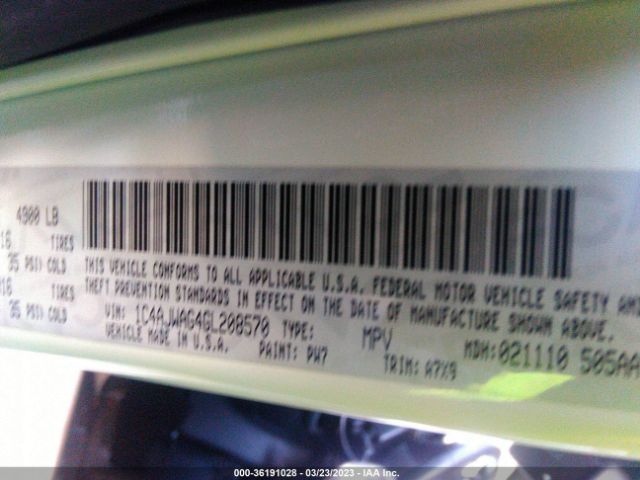 4900 LB
16 TIRES
35 PSI/COLD
THIS VEHICLE CONFORMS TO ALL APPLICABLE U.S.A. FEDERAL MOTOR VEHICLE SAFETY AND
16 TIRES
THEFT PREVENTION STANDARDS IN EFFECT ON THE DATE OF MANUFACTURE SHOWN ABOVE.
35 PSI/COLD
VIN: 1C4AJWAG4GL208570 TYPE: MPV MDH:021110 505AA
VEHICLE MADE IN U.S.A. PAINT: PW7 TRIM: A7X9
000-36191028 - 03/23/2023 - IAA Inc.